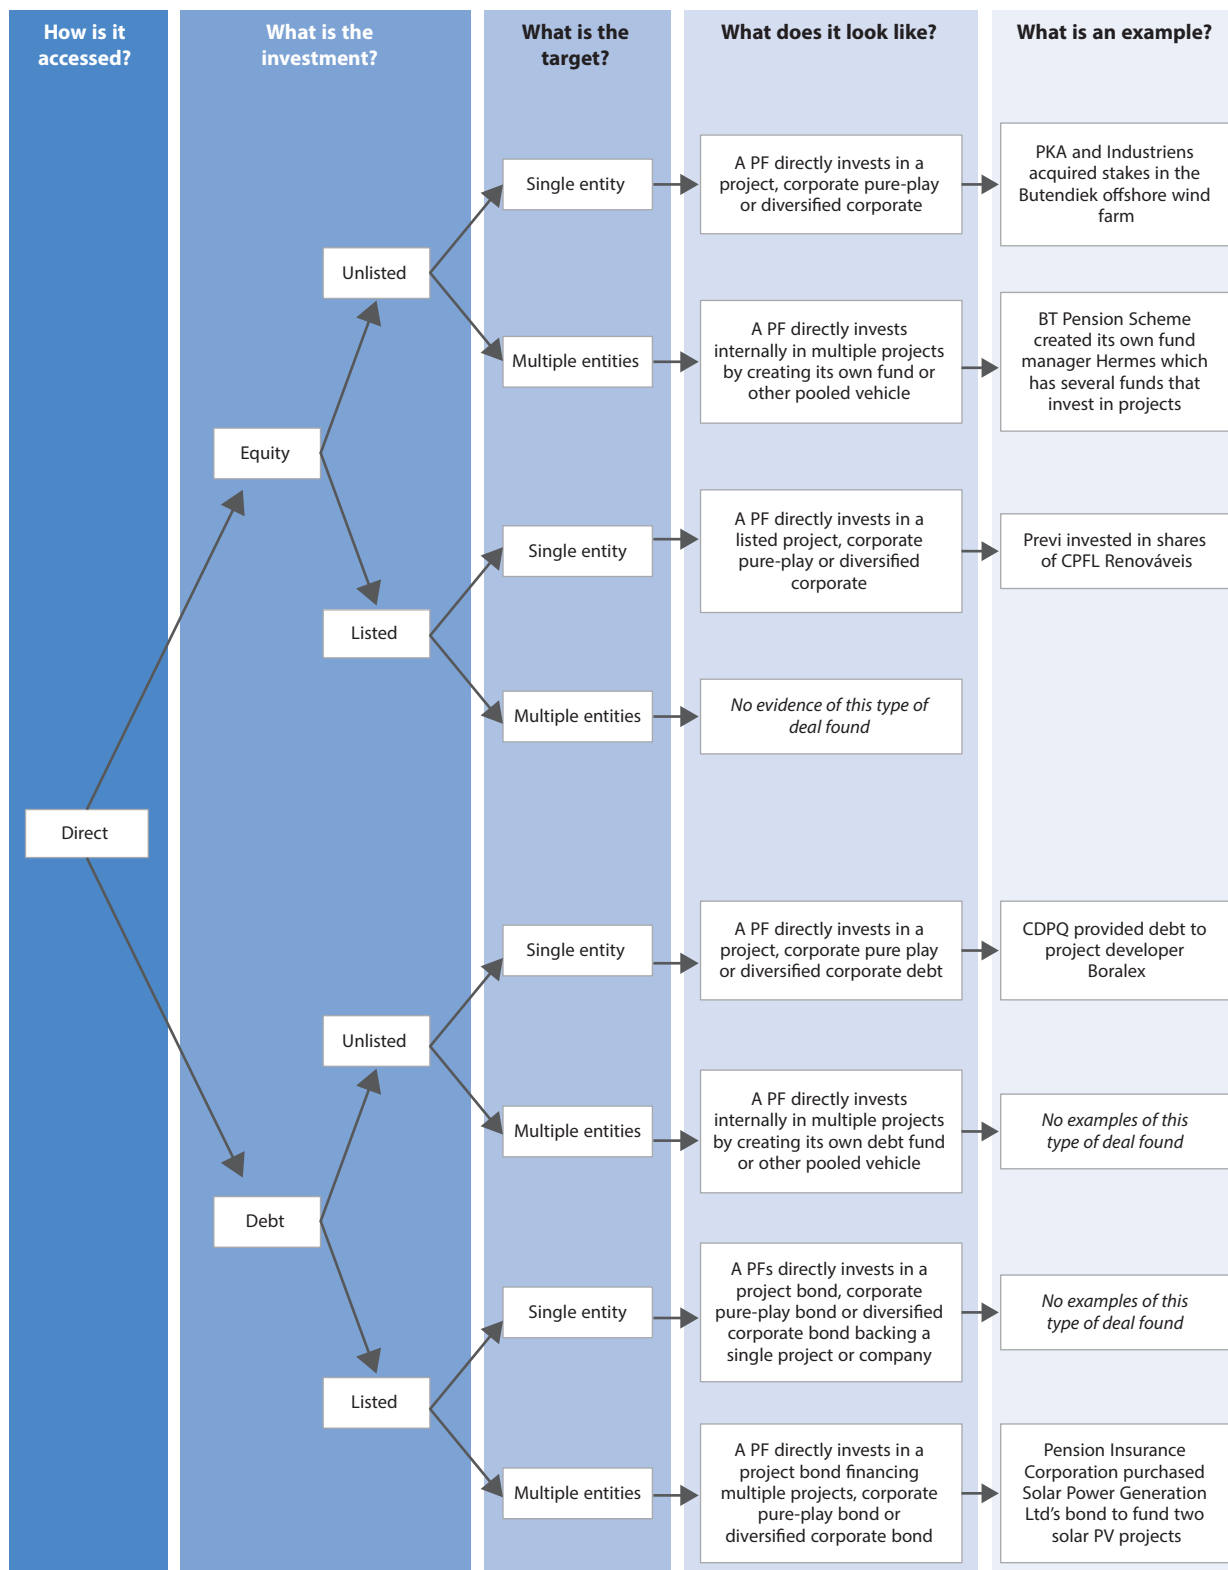 How is it
accessed?
What is the
investment?
What is the
target?
What does it look like?
What is an example?
Direct
Equity
Unlisted
Single entity
A PF directly invests in a
project, corporate pure-play
or diversified corporate
PKA and Industriens
acquired stakes in the
Butendiek offshore wind
farm
Multiple entities
A PF directly invests
internally in multiple projects
by creating its own fund or
other pooled vehicle
BT Pension Scheme
created its own fund
manager Hermes which
has several funds that
invest in projects
Listed
Single entity
A PF directly invests in a
listed project, corporate
pure-play or diversified
corporate
Previ invested in shares
of CPFL Renováveis
Multiple entities
No evidence of this type of
deal found
Debt
Unlisted
Single entity
A PF directly invests in a
project, corporate pure play
or diversified corporate debt
CDPQ provided debt to
project developer
Boralex
Multiple entities
A PF directly invests
internally in multiple projects
by creating its own debt fund
or other pooled vehicle
No examples of this
type of deal found
Listed
Single entity
A PFs directly invests in a
project bond, corporate
pure-play bond or diversified
corporate bond backing a
single project or company
No examples of this
type of deal found
Multiple entities
A PF directly invests in a
project bond financing
multiple projects, corporate
pure-play bond or
diversified corporate bond
Pension Insurance
Corporation purchased
Solar Power Generation
Ltd’s bond to fund two
solar PV projects